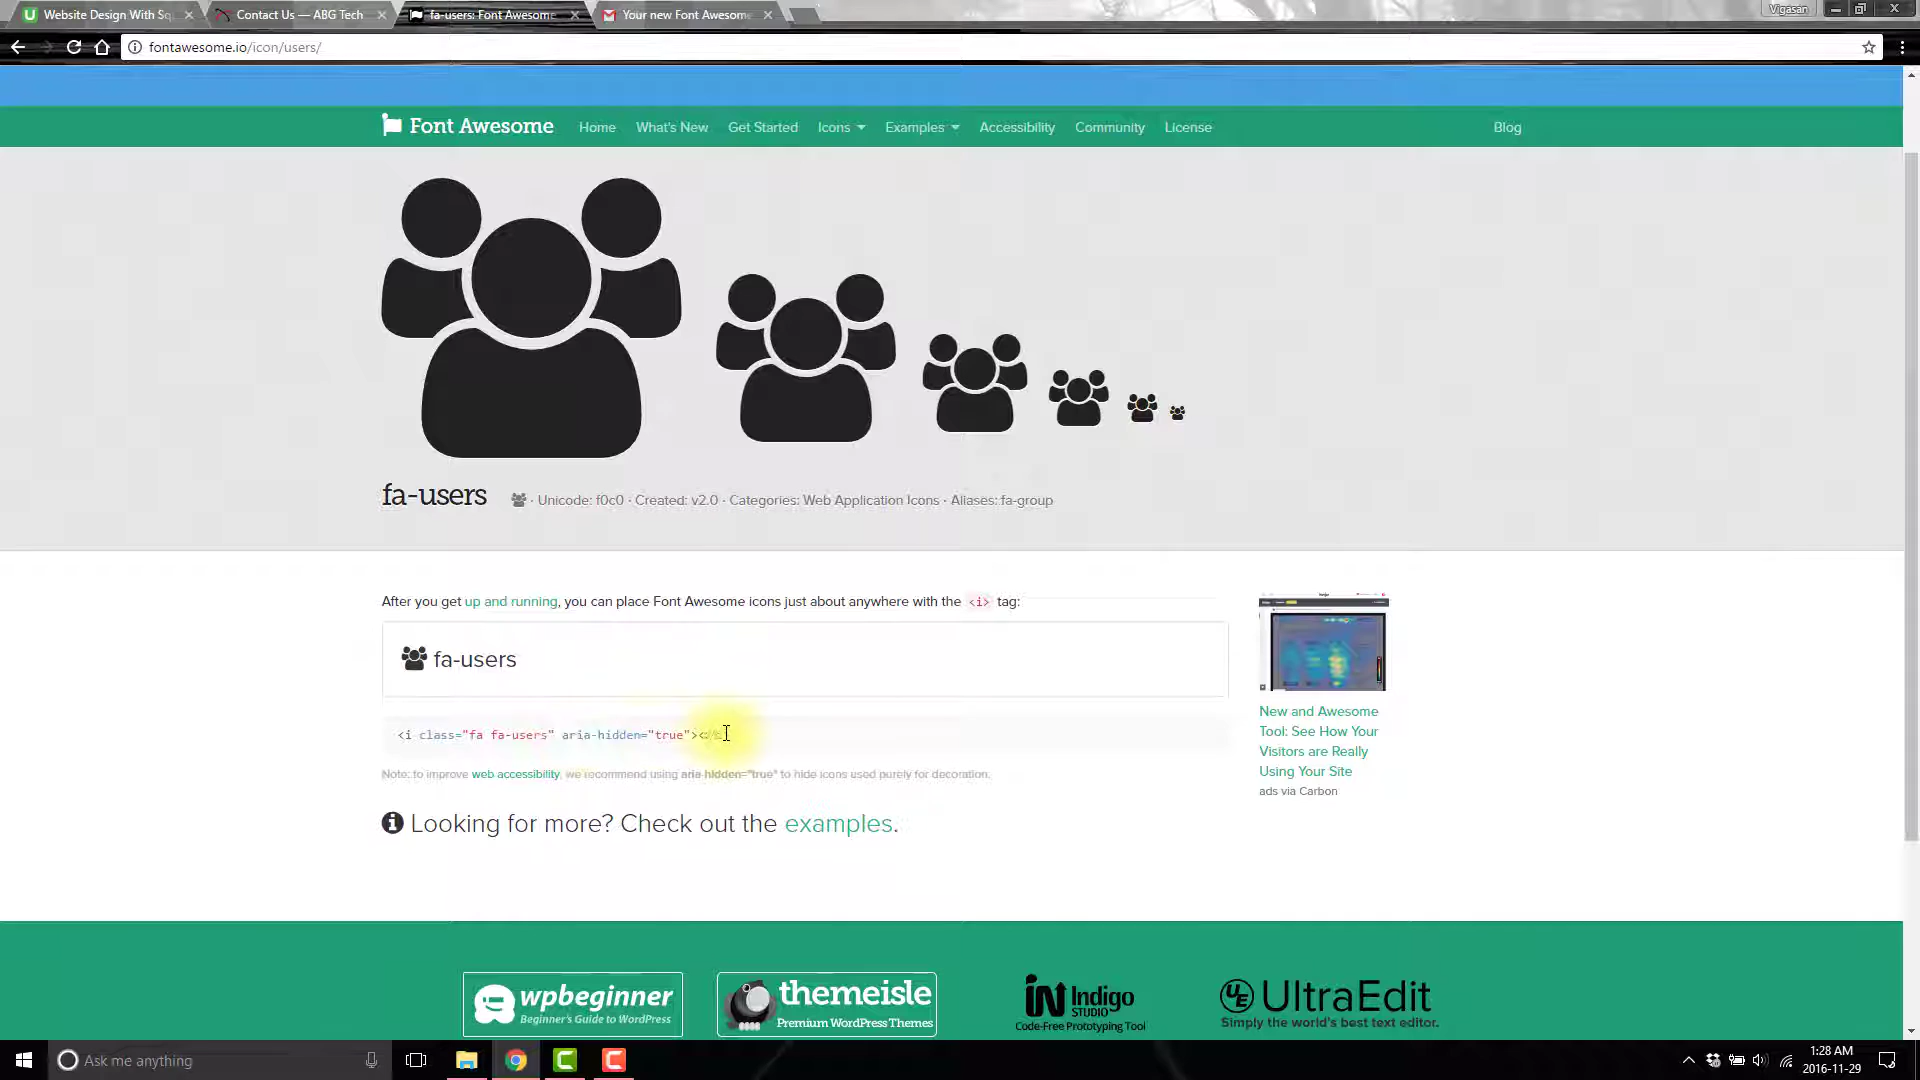 Website Design With Sq
Contact Us — ABG Tech
fa-users: Font Awesome
Your new Font Awesome
Vigasan
fontawesome.io/icon/users/
Font Awesome
Home
What's New
Get Started
Icons
Examples
Accessibility
Community
License
Blog
fa-users
· Unicode: f0c0 · Created: v2.0 · Categories: Web Application Icons · Aliases: fa-group
After you get up and running, you can place Font Awesome icons just about anywhere with the <i> tag:
fa-users
<i class="fa fa-users" aria-hidden="true"><
Note: to improve web accessibility, we recommend using aria-hidden="true" to hide icons used purely for decoration.
Looking for more? Check out the examples.
New and Awesome
Tool: See How Your
Visitors are Really
Using Your Site
ads via Carbon
wpbeginner
Beginner's Guide to WordPress
themeisle
Premium WordPress Themes
Indigo
STUDIO
Code-Free Prototyping Tool
UE UltraEdit
Simply the world's best text editor.
Ask me anything
1:28 AM
2016-11-29